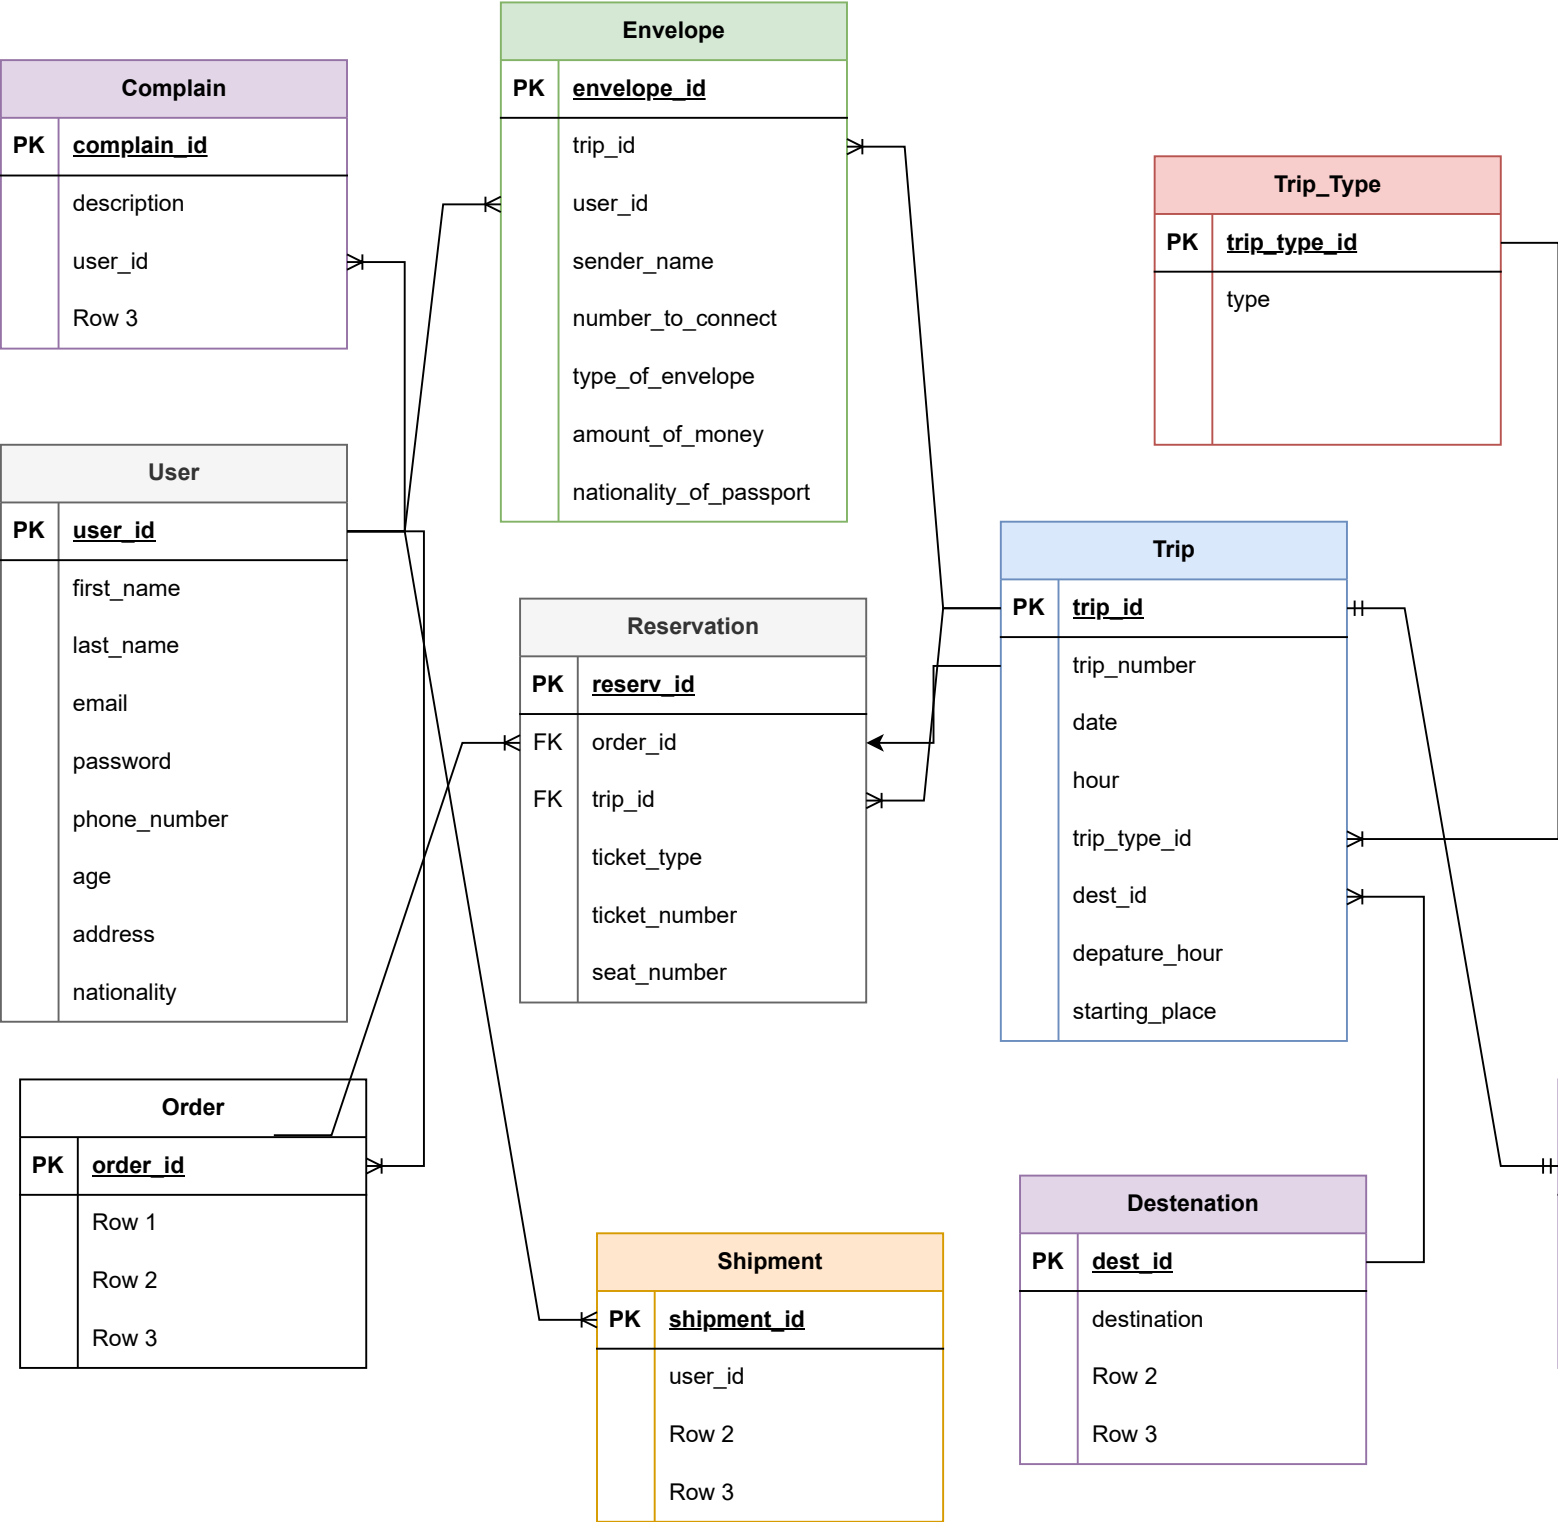 Envelope
PK envelope_id
trip_id
user_id
sender_name
number_to_connect
type_of_envelope
amount_of_money
nationality_of_passport
Complain
PK complain_id
description
user_id
Row 3
Trip_Type
PK trip_type_id
type
User
PK user_id
first_name
last_name
email
password
phone_number
age
address
nationality
Reservation
PK reserv_id
FK order_id
FK trip_id
ticket_type
ticket_number
seat_number
Trip
PK trip_id
trip_number
date
hour
trip_type_id
dest_id
depature_hour
starting_place
Order
PK order_id
Row 1
Row 2
Row 3
Shipment
PK shipment_id
user_id
Row 2
Row 3
Destenation
PK dest_id
destination
Row 2
Row 3